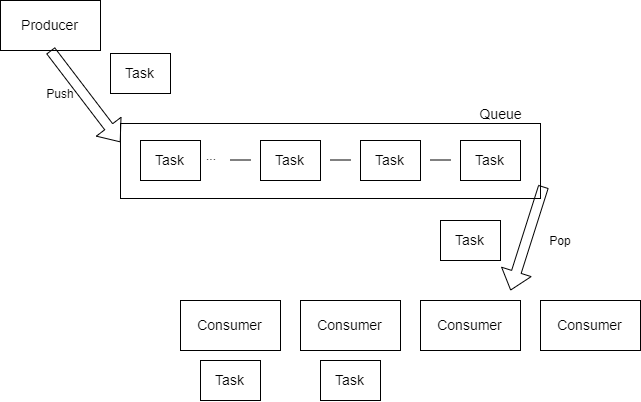 Producer
Task
Push
Queue
Task ... Task Task Task
Task
Pop
Consumer Consumer Consumer Consumer
Task Task